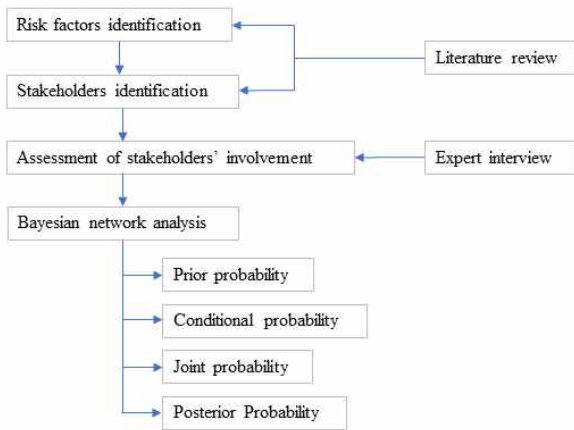 Risk factors identification
Literature review
Stakeholders identification
Assessment of stakeholders' involvement
Expert interview
Bayesian network analysis
Prior probability
Conditional probability
Joint probability
Posterior Probability